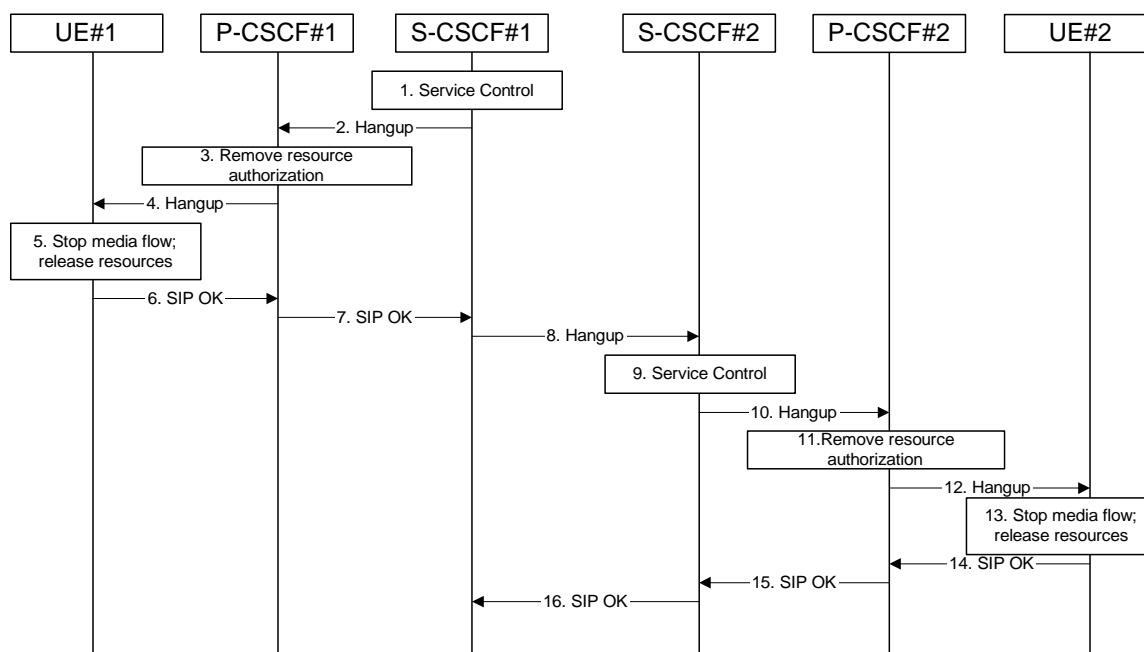 UE#1
P-CSCF#1
S-CSCF#1
S-CSCF#2
P-CSCF#2
UE#2
1. Service Control
2. Hangup
3. Remove resource
authorization
4. Hangup
5. Stop media flow;
release resources
6. SIP OK
7. SIP OK
8. Hangup
9. Service Control
10. Hangup
11.Remove resource
authorization
12. Hangup
13. Stop media flow;
release resources
14. SIP OK
15. SIP OK
16. SIP OK